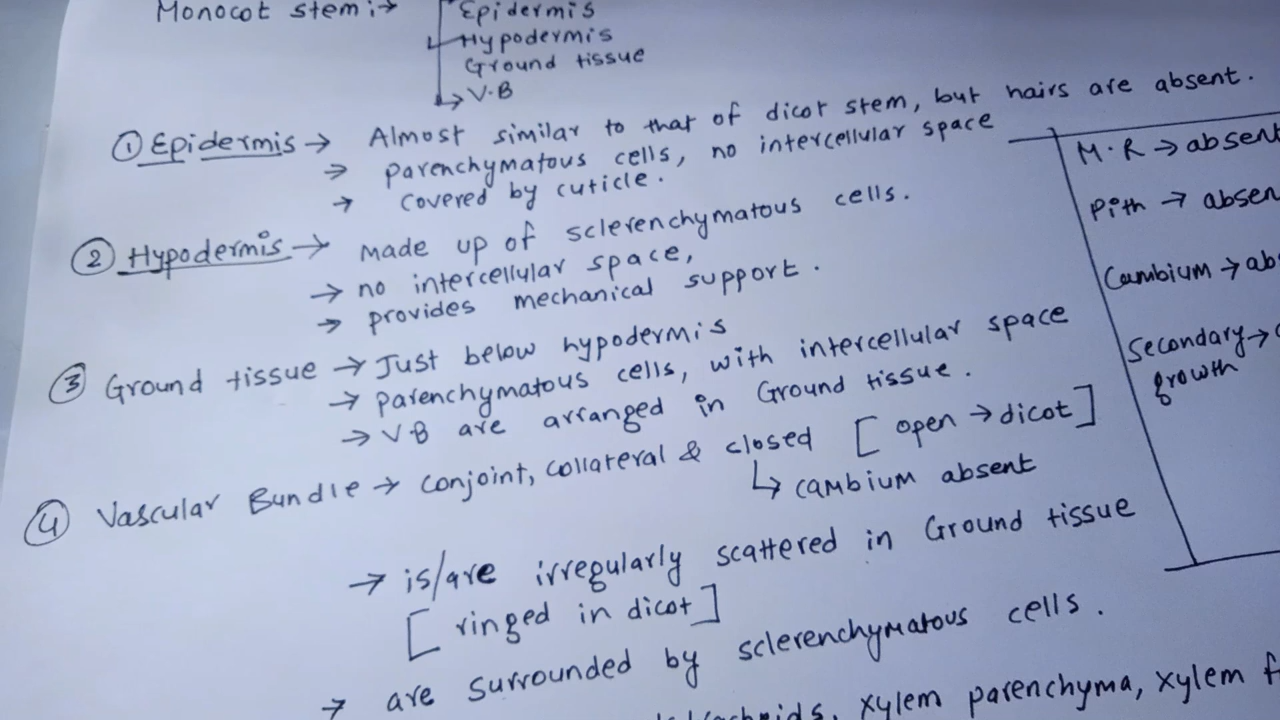 Monocot stem :→ Epidermis
Hypodermis
Ground tissue
→ V.B
① Epidermis → Almost similar to that of dicot stem, but hairs are absent.
→ parenchymatous cells, no intercellular space
→ covered by cuticle.
② Hypodermis → made up of sclerenchymatous cells.
→ no intercellular space,
→ provides mechanical support.
③ Ground tissue → Just below hypodermis
→ parenchymatous cells, with intercellular space
→ V.B are arranged in Ground tissue.
④ Vascular Bundle → conjoint, collateral & closed [open → dicot]
↳ cambium absent
→ is/are irregularly scattered in Ground tissue
[ringed in dicot]
→ are surrounded by sclerenchymatous cells.
xylem parenchyma, xylem
M.R → absent
Pith → absen
Cambium → ab
Secondary →
growth